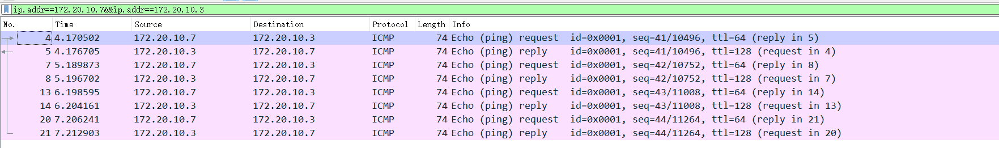 ip.addr==172.20.10.7&&ip.addr==172.20.10.3
No. Time Source Destination Protocol Length Info
4 4.170502 172.20.10.7 172.20.10.3 ICMP 74 Echo (ping) request id=0x0001, seq=41/10496, ttl=64 (reply in 5)
5 4.176705 172.20.10.3 172.20.10.7 ICMP 74 Echo (ping) reply id=0x0001, seq=41/10496, ttl=128 (request in 4)
7 5.189873 172.20.10.7 172.20.10.3 ICMP 74 Echo (ping) request id=0x0001, seq=42/10752, ttl=64 (reply in 8)
8 5.196702 172.20.10.3 172.20.10.7 ICMP 74 Echo (ping) reply id=0x0001, seq=42/10752, ttl=128 (request in 7)
13 6.198595 172.20.10.7 172.20.10.3 ICMP 74 Echo (ping) request id=0x0001, seq=43/11008, ttl=64 (reply in 14)
14 6.204161 172.20.10.3 172.20.10.7 ICMP 74 Echo (ping) reply id=0x0001, seq=43/11008, ttl=128 (request in 13)
20 7.206241 172.20.10.7 172.20.10.3 ICMP 74 Echo (ping) request id=0x0001, seq=44/11264, ttl=64 (reply in 21)
21 7.212903 172.20.10.3 172.20.10.7 ICMP 74 Echo (ping) reply id=0x0001, seq=44/11264, ttl=128 (request in 20)